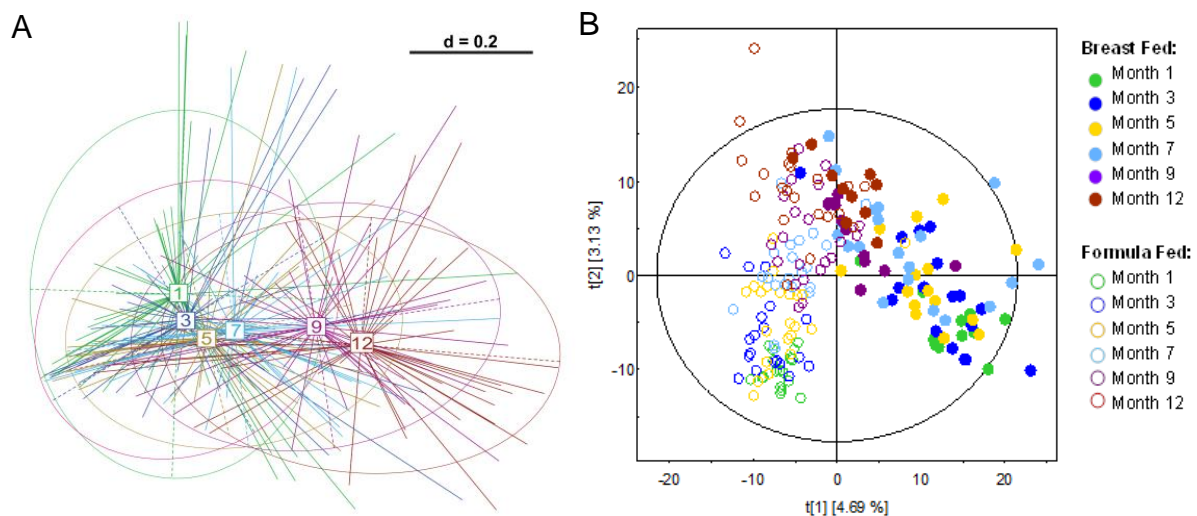 A
d = 0.2
1
3
5
7
9
12
B
20
10
0
-10
-20
-10
0
10
20
t[2] [3.13 %]
t[1] [4.69 %]
Breast Fed:
Month 1
Month 3
Month 5
Month 7
Month 9
Month 12
Formula Fed:
Month 1
Month 3
Month 5
Month 7
Month 9
Month 12